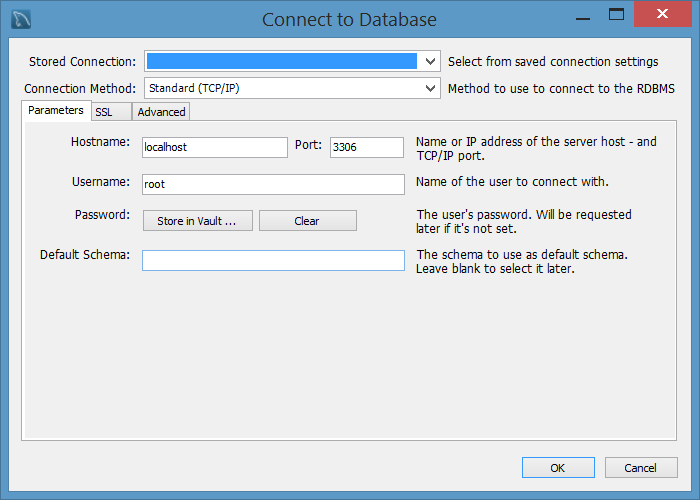 Connect to Database
Stored Connection: Select from saved connection settings
Connection Method: Standard (TCP/IP) Method to use to connect to the RDBMS
Parameters SSL Advanced
Hostname: localhost Port: 3306 Name or IP address of the server host - and
TCP/IP port.
Username: root Name of the user to connect with.
Password: Store in Vault ... Clear The user's password. Will be requested
later if it's not set.
Default Schema: The schema to use as default schema.
Leave blank to select it later.
OK Cancel